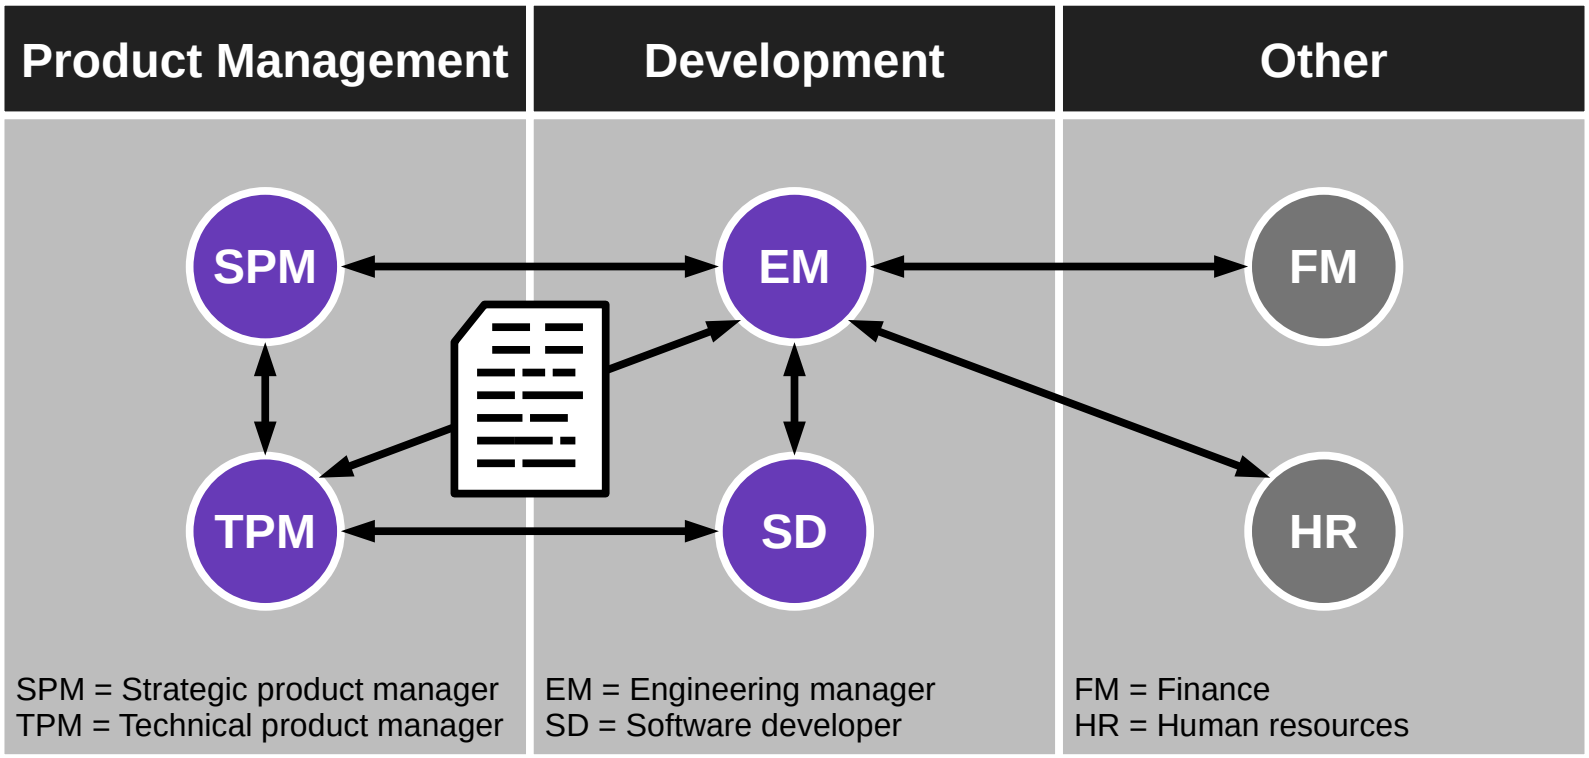 Product Management
Development
Other
SPM
EM
FM
TPM
SD
HR
SPM = Strategic product manager
TPM = Technical product manager
EM = Engineering manager
SD = Software developer
FM = Finance
HR = Human resources